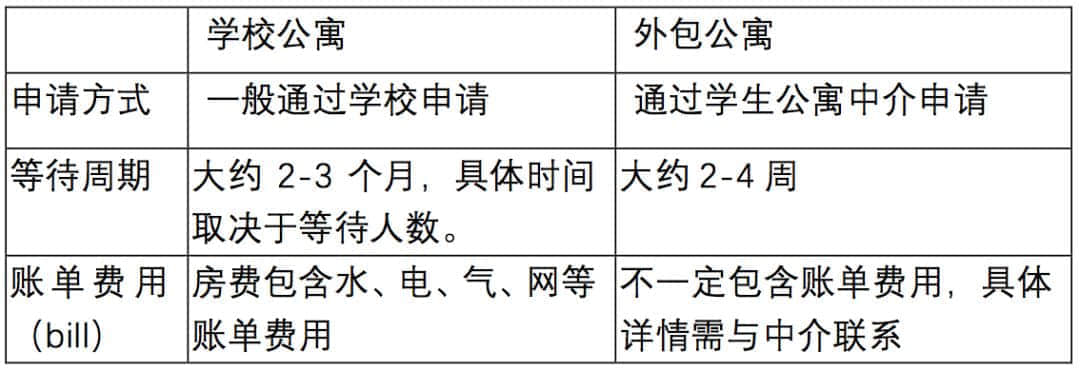 学校公寓 外包公寓
申请方式 一般通过学校申请 通过学生公寓中介申请
等待周期 大约 2-3 个月，具体时间取决于等待人数。 大约2-4 周
账单费用（bill） 房费包含水、电、气、网等账单费用 不一定包含账单费用，具体详情需与中介联系